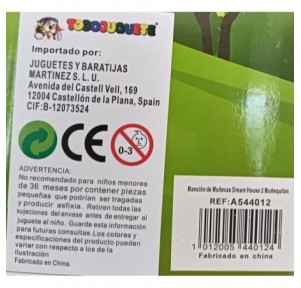 TODOJUGUETE
Importado por:
JUGUETES Y BARATIJAS
MARTINEZ S. L. U.
Avenida del Castell Vell, 169
12004 Castellón de la Plana, Spain
CIF:B-12073524
CE
0-3
ADVERTENCIA:
No recomendado para niños menores
de 36 meses por contener piezas
pequeñas que podrían ser tragadas
y producir asfixia. Retiren todas las
sujeciones del envase antes de entregar el
juguete al niño. Guarde esta información
para futuras consultas. Los colores y
especificaciones del producto pueden
variar con respecto a los de la
ilustración.
Fabricado en china.
Mansión de Muñecas Dream House 2 Muñequitas
REF:A544012
1 012005 440124
Fabricado en china